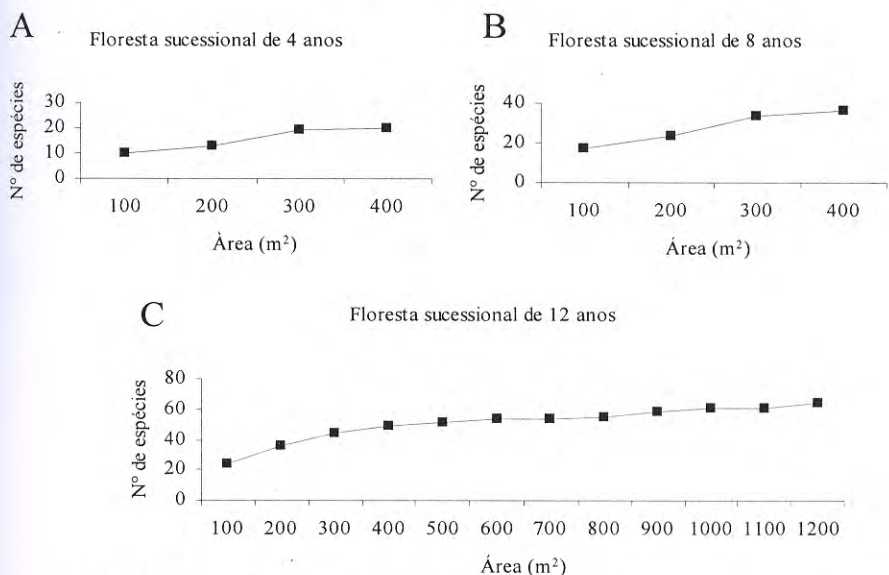 A
Floresta sucessional de 4 anos
Nº de espécies
30
20
10
0
100 200 300 400
Àrea (m²)
B
Floresta sucessional de 8 anos
Nº de espécies
40
20
0
100 200 300 400
Área (m²)
C
Floresta sucessional de 12 anos
Nº de espécies
80
60
40
20
0
100 200 300 400 500 600 700 800 900 1000 1100 1200
Área (m²)